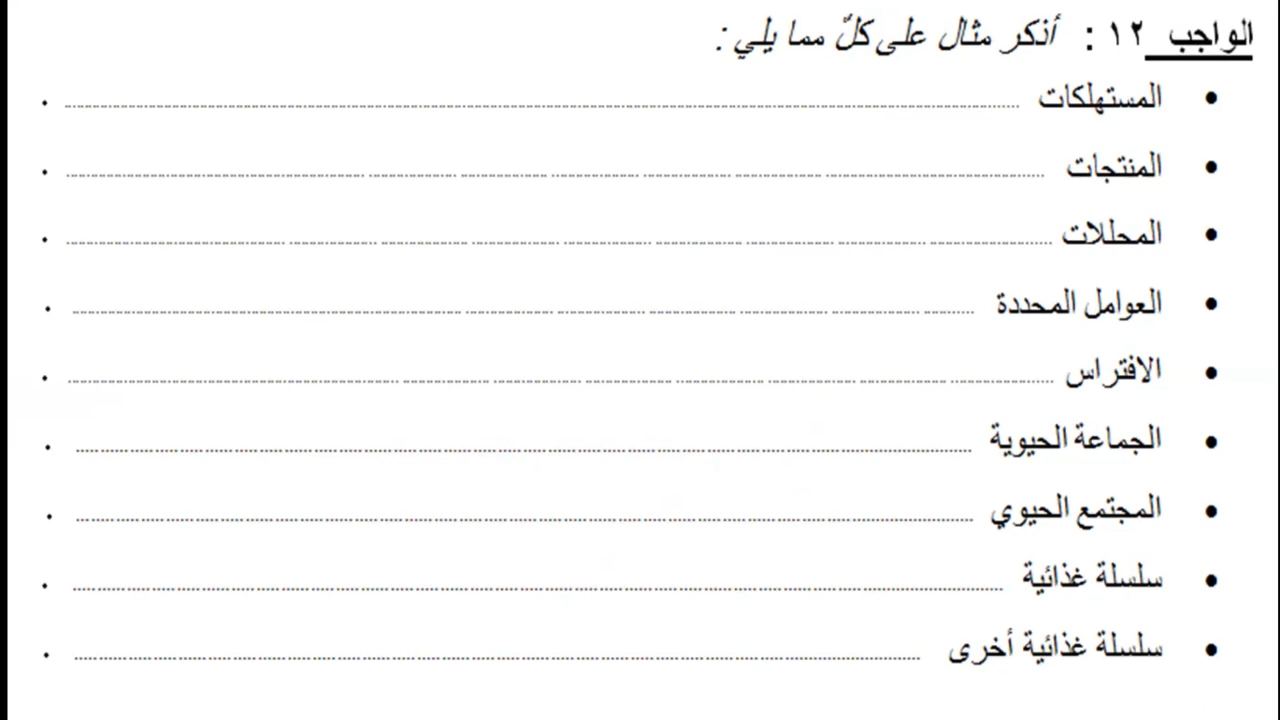 الواجب ١٢ : أذكر مثال على كلّ مما يلي :
• المستهلكات ........................ .
• المنتجات ........................ .
• المحللات ........................ .
• العوامل المحددة ........................ .
• الافتراس ........................ .
• الجماعة الحيوية ........................ .
• المجتمع الحيوي ........................ .
• سلسلة غذائية ........................ .
• سلسلة غذائية أخرى ........................ .